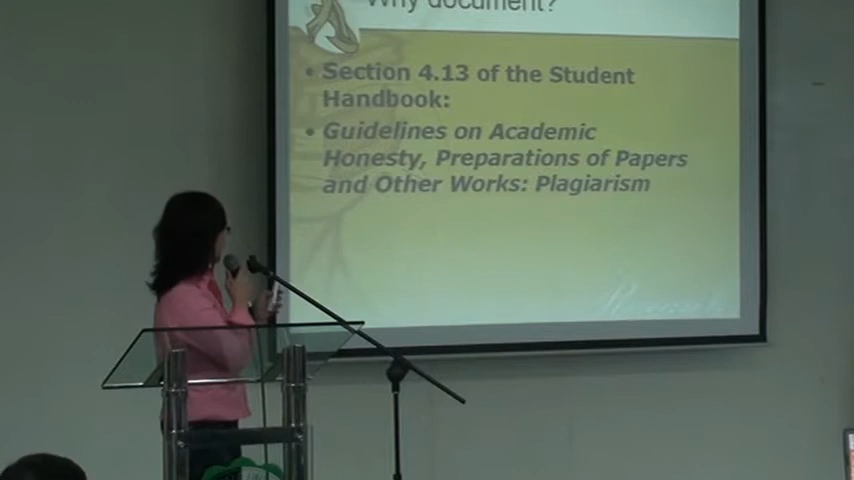 Why document?
• Section 4.13 of the Student
Handbook:
• Guidelines on Academic
Honesty, Preparations of Papers
and Other Works: Plagiarism